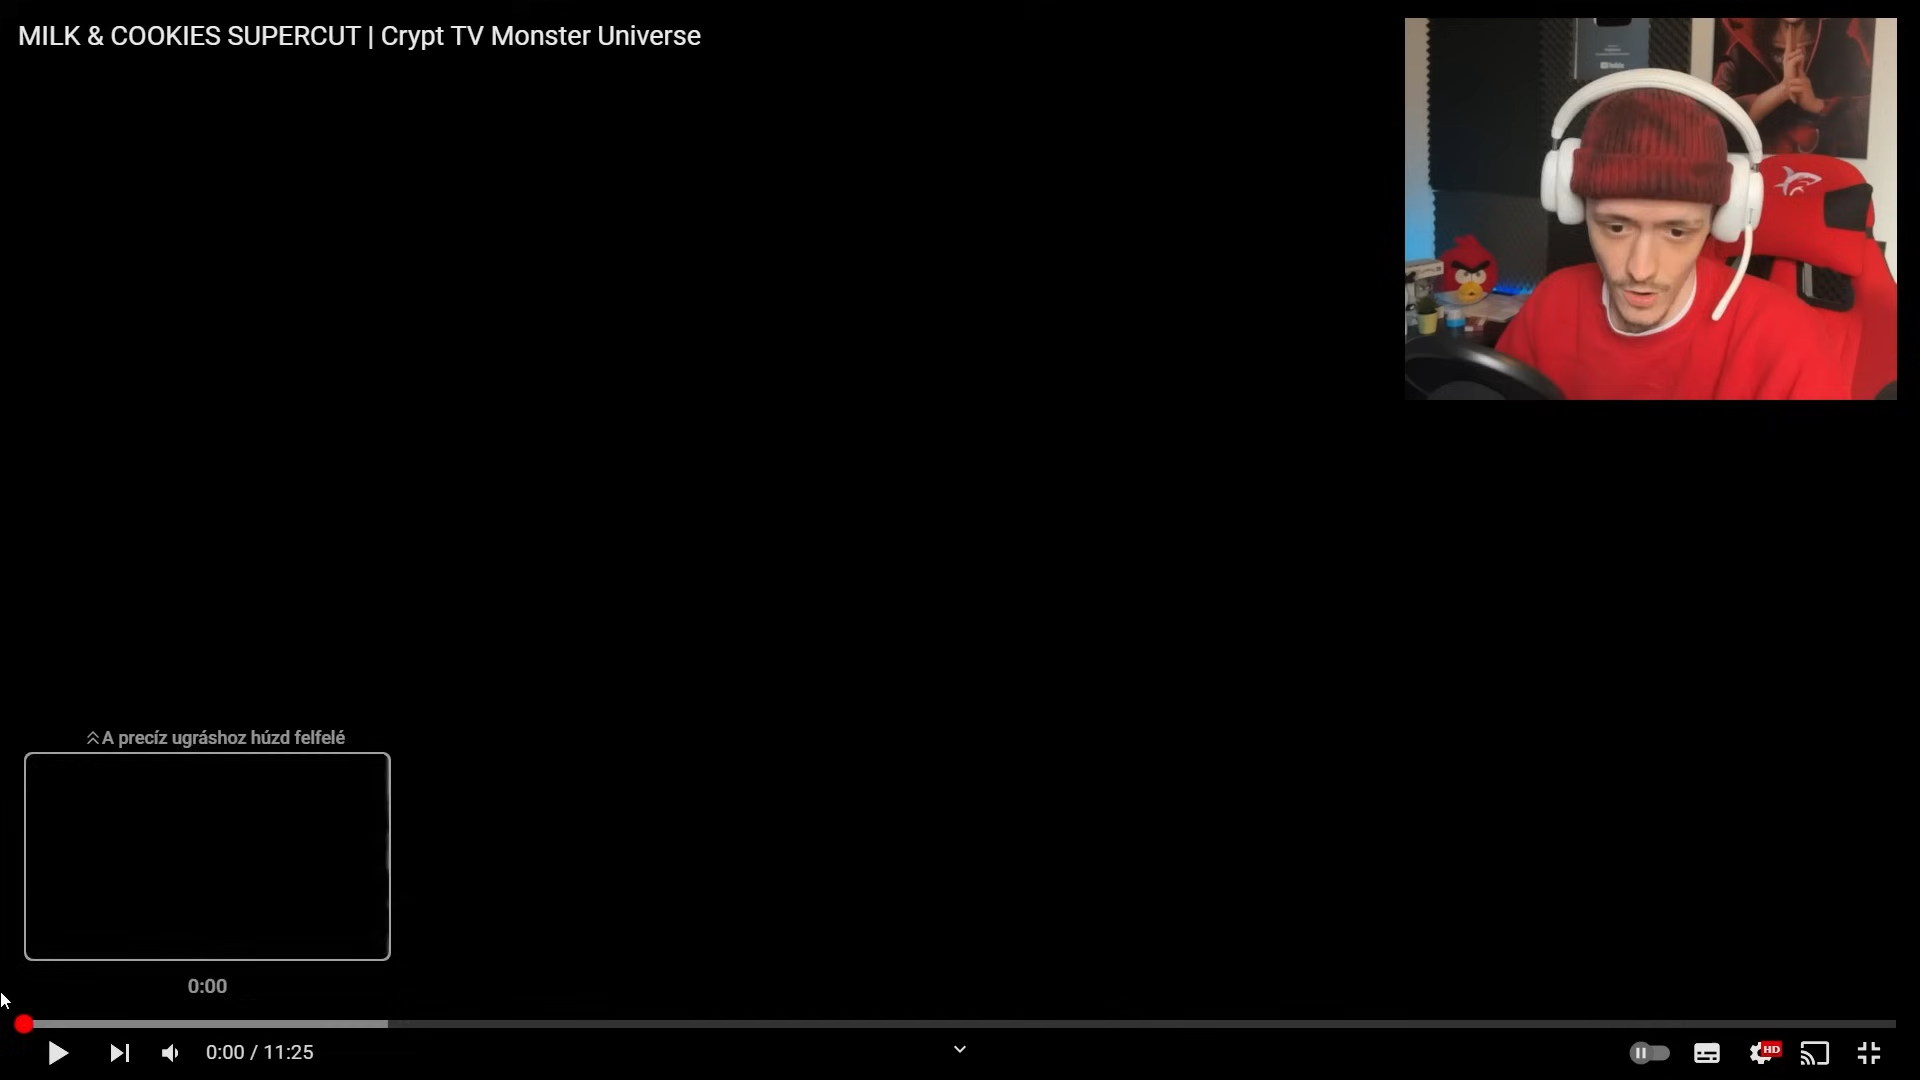 MILK & COOKIES SUPERCUT | Crypt TV Monster Universe
A precíz ugráshoz húzd felfelé
0:00
0:00 / 11:25
HD